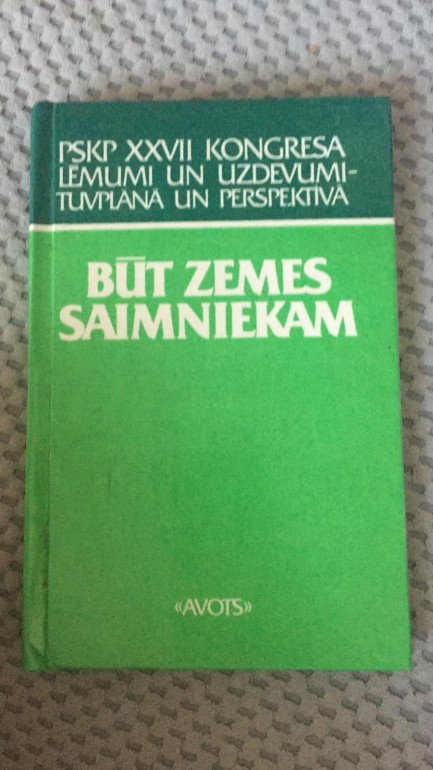 PSKP XXVII KONGRESA
LĒMUMI UN UZDEVUMI–
TUVPLĀNĀ UN PERSPEKTĪVĀ
BŪT ZEMES
SAIMNIEKAM
«AVOTS»